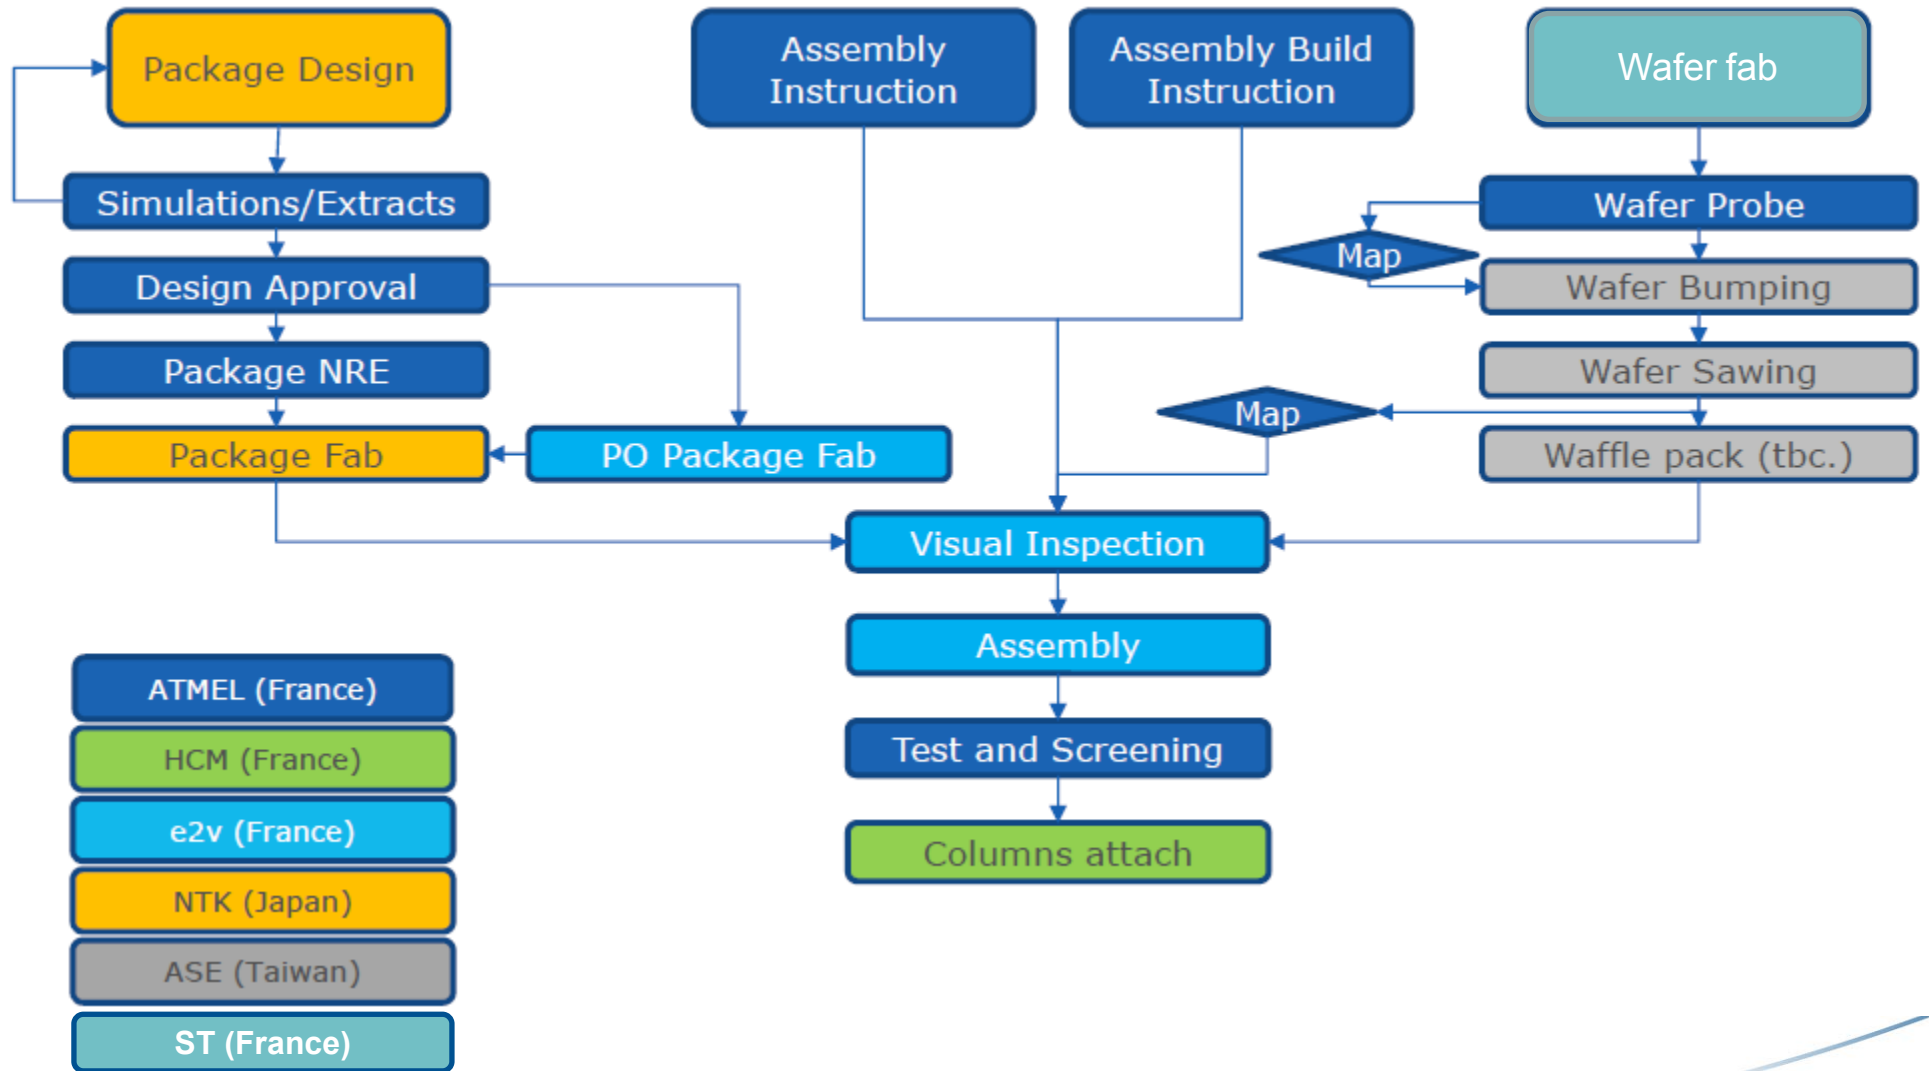 Package Design
Assembly
Instruction
Assembly Build
Instruction
Wafer fab
Simulations/Extracts
Wafer Probe
Map
Design Approval
Wafer Bumping
Package NRE
Wafer Sawing
Map
Package Fab
PO Package Fab
Waffle pack (tbc.)
Visual Inspection
Assembly
Test and Screening
Columns attach
ATMEL (France)
HCM (France)
e2v (France)
NTK (Japan)
ASE (Taiwan)
ST (France)